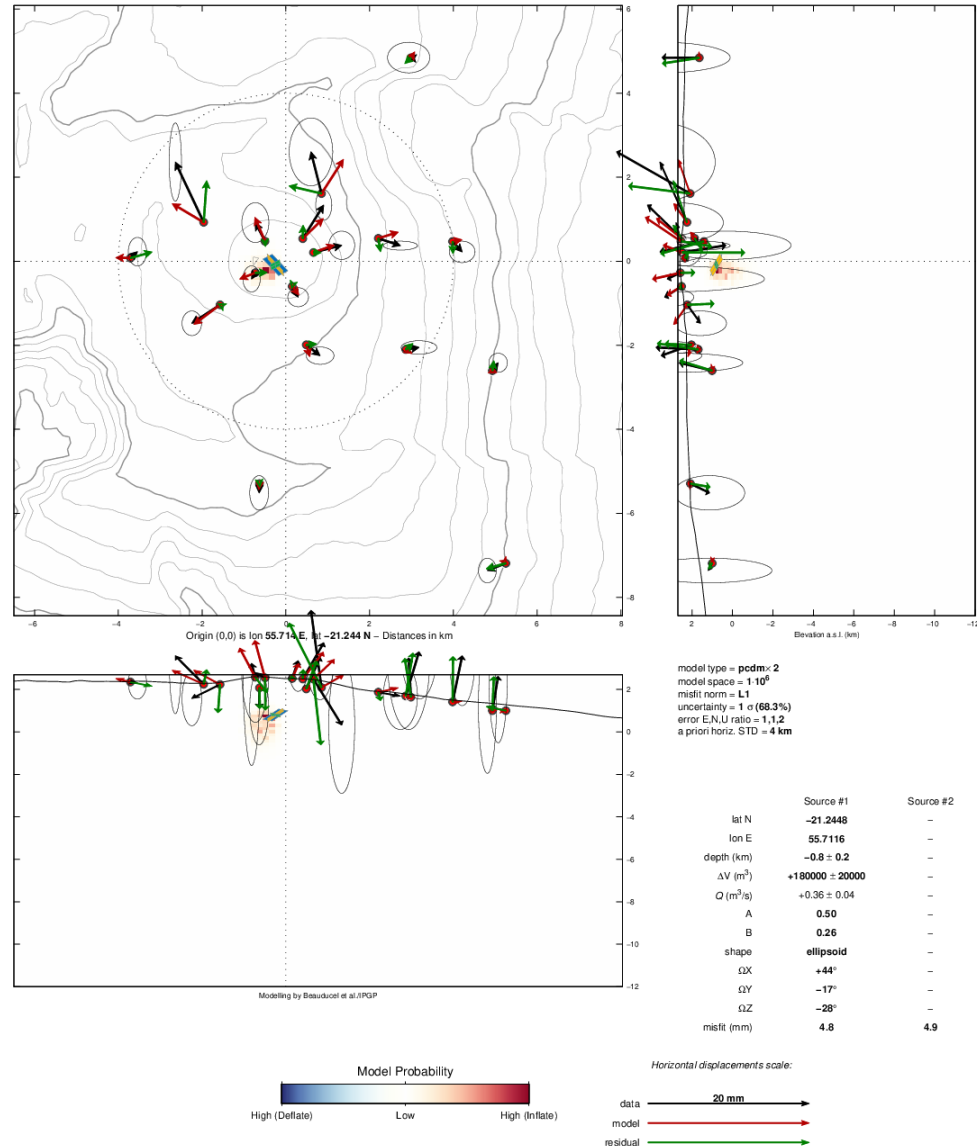 6
4
2
0
−2
−4
−6
−8
−6 −4 −2 0 2 4 6 8
Origin (0,0) is lon 55.714 E, lat −21.244 N − Distances in km
2 0 −2 −4 −6 −8 −10 −12
Elevation a.s.l. (km)
2
0
−2
−4
−6
−8
−10
−12
Modelling by Beauducel et al./IPGP
model type = pcdm× 2
model space = 1·10⁶
misfit norm = L1
uncertainty = 1 σ (68.3%)
error E,N,U ratio = 1,1,2
a priori horiz. STD = 4 km
Source #1 Source #2
lat N −21.2448 −
lon E 55.7116 −
depth (km) −0.8 ± 0.2 −
ΔV (m³) +180000 ± 20000 −
Q (m³/s) +0.36 ± 0.04 −
A 0.50 −
B 0.26 −
shape ellipsoid −
ΩX +44° −
ΩY −17° −
ΩZ −28° −
misfit (mm) 4.8 4.9
Model Probability
High (Deflate) Low High (Inflate)
Horizontal displacements scale:
data 20 mm
model
residual